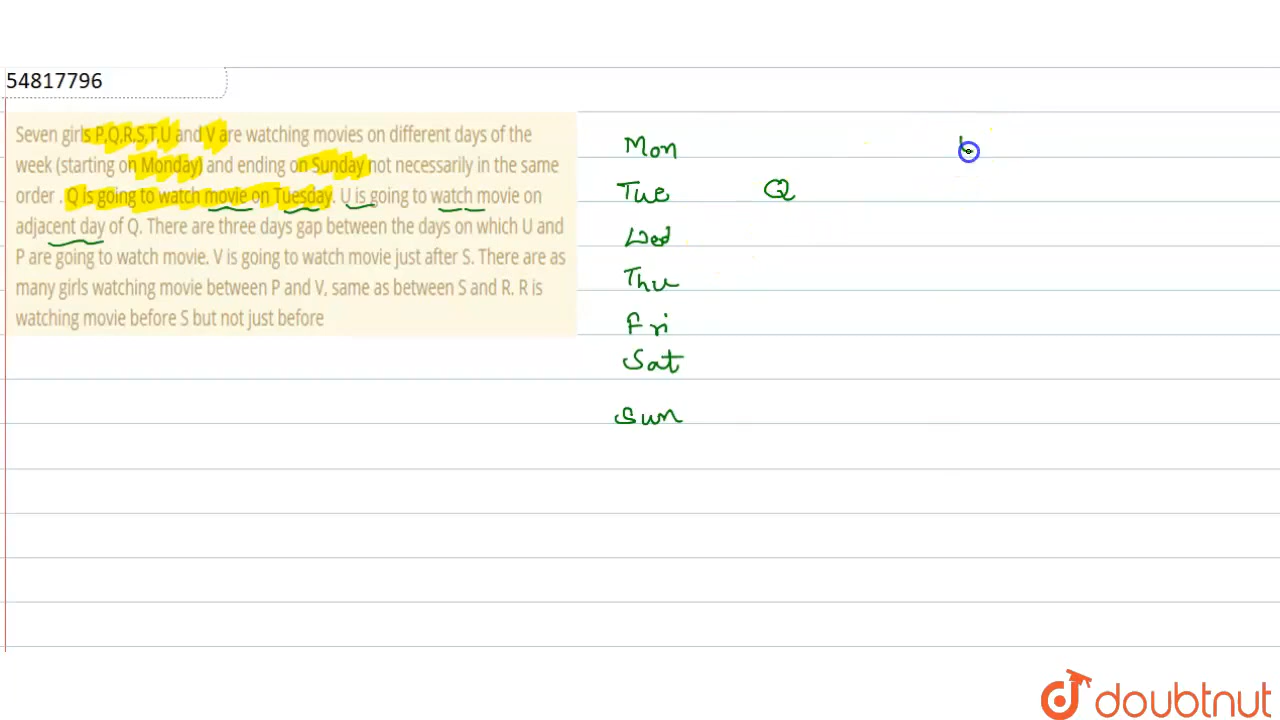 54817796
Seven girls P,Q,R,S,T,U and V are watching movies on different days of the
week (starting on Monday) and ending on Sunday not necessarily in the same
order . Q is going to watch movie on Tuesday. U is going to watch movie on
adjacent day of Q. There are three days gap between the days on which U and
P are going to watch movie. V is going to watch movie just after S. There are as
many girls watching movie between P and V, same as between S and R. R is
watching movie before S but not just before
Mon
Tue Q
Wed
Thu
Fri
Sat
Sun
doubtnut